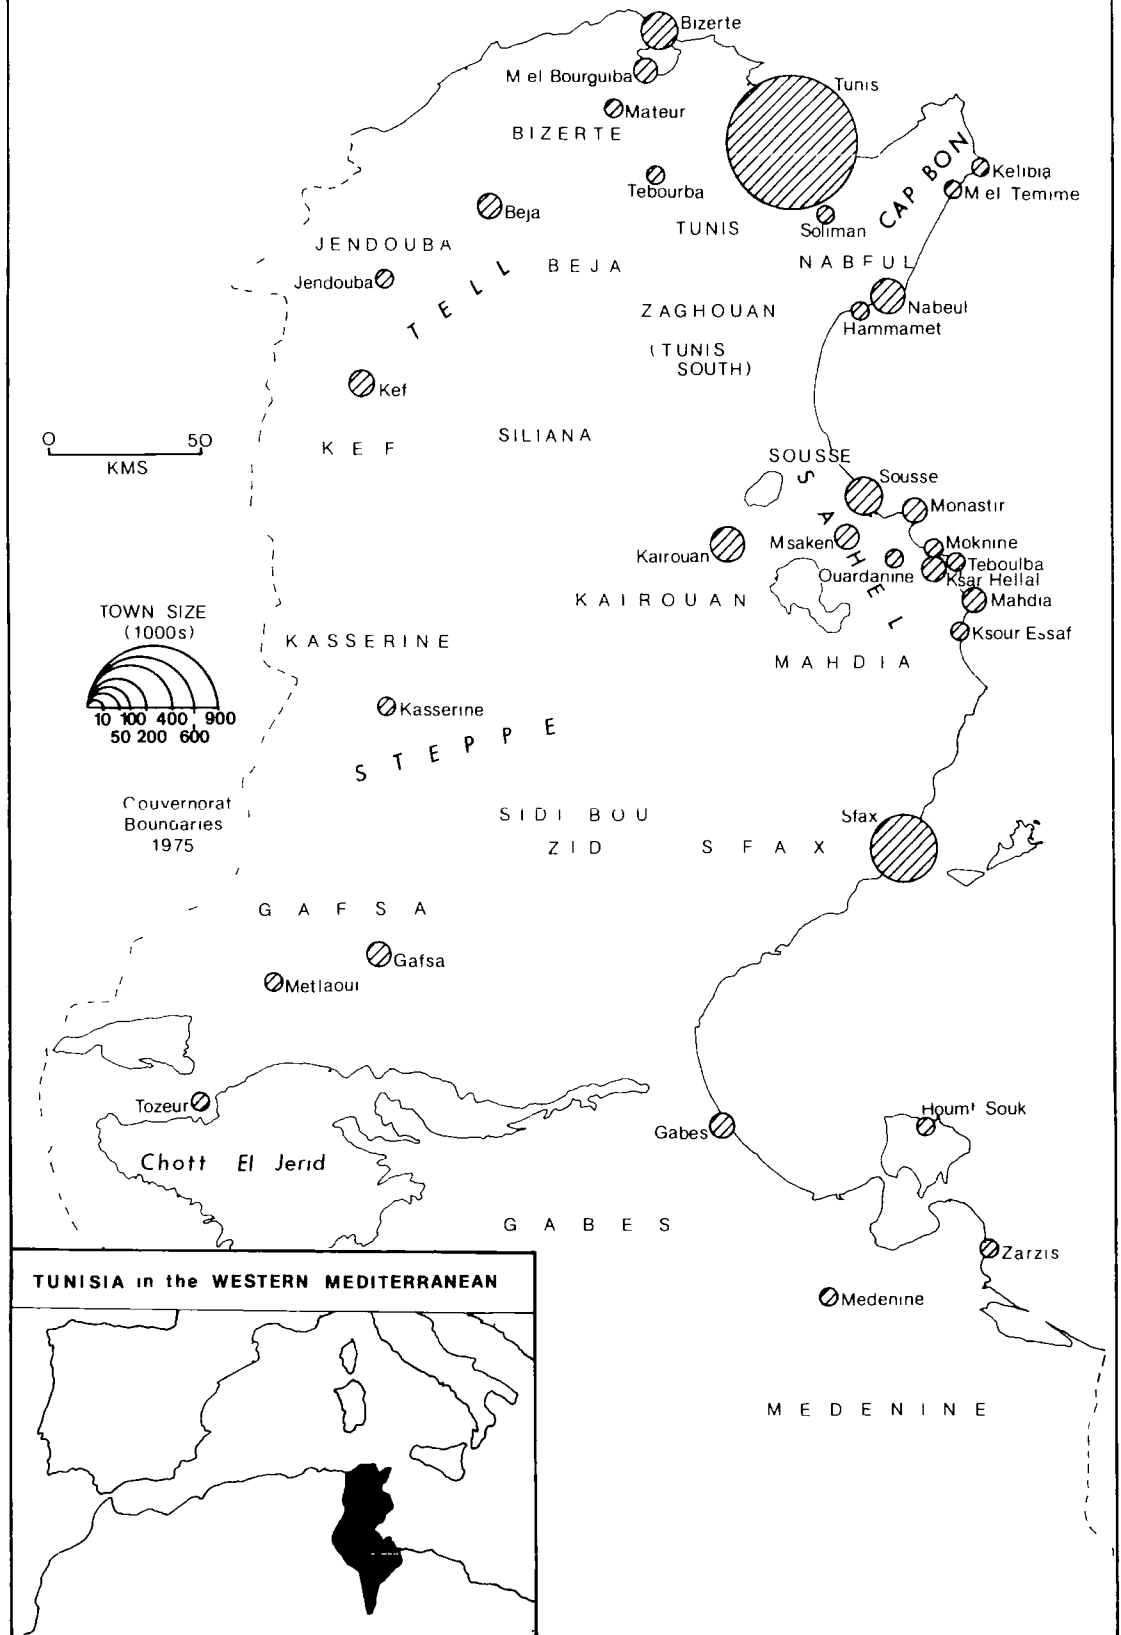 Bizerte
M el Bourguiba
Tunis
Mateur
BIZERTE
CAP BON
Kelibia
M el Temime
Tebourba
Beja
TUNIS
Soliman
JENDOUBA
BEJA
NABFUL
Jendouba
TELL
ZAGHOUAN
Nabeul
Hammamet
(TUNIS
SOUTH)
Kef
0 50
KMS
KEF
SILIANA
SOUSSE
Sousse
SAHEL
Monastir
Msaken
Moknine
Kairouan
Teboulba
Ouardanine
Ksar Hellal
KAIROUAN
Mahdia
Ksour Essaf
TOWN SIZE
(1000s)
KASSERINE
MAHDIA
10 100 400 900
50 200 600
Kasserine
STEPPE
Gouvernorat
Boundaries
1975
SIDI BOU
ZID
SFAX
Sfax
GAFSA
Gafsa
Metlaoui
Tozeur
Houmt Souk
Gabes
Chott El Jerid
GABES
Zarzis
Medenine
MEDENINE
TUNISIA in the WESTERN MEDITERRANEAN